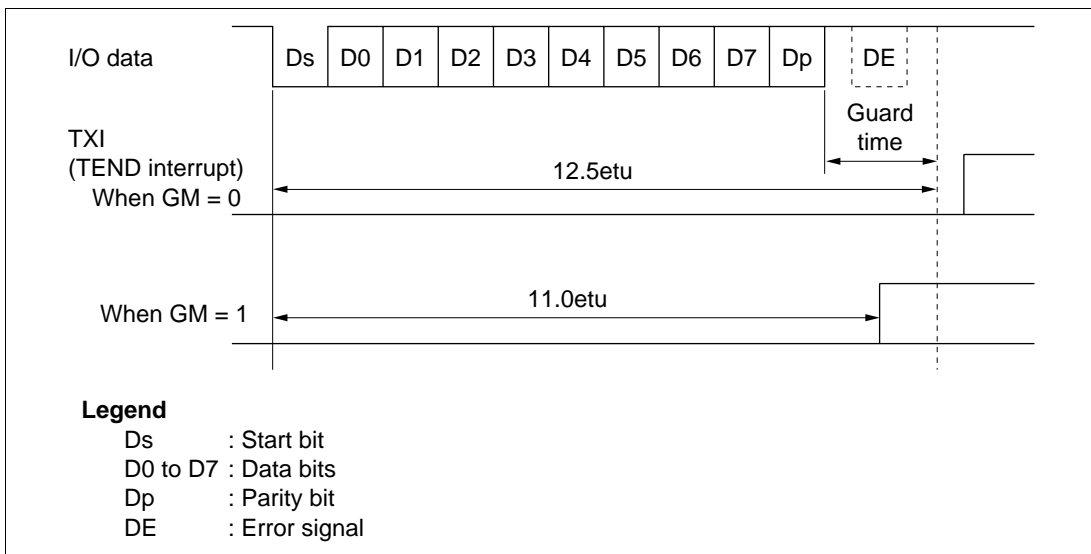 I/O data
Ds D0 D1 D2 D3 D4 D5 D6 D7 Dp DE
Guard
time
TXI
(TEND interrupt)
When GM = 0
12.5etu
When GM = 1
11.0etu
Legend
Ds : Start bit
D0 to D7 : Data bits
Dp : Parity bit
DE : Error signal